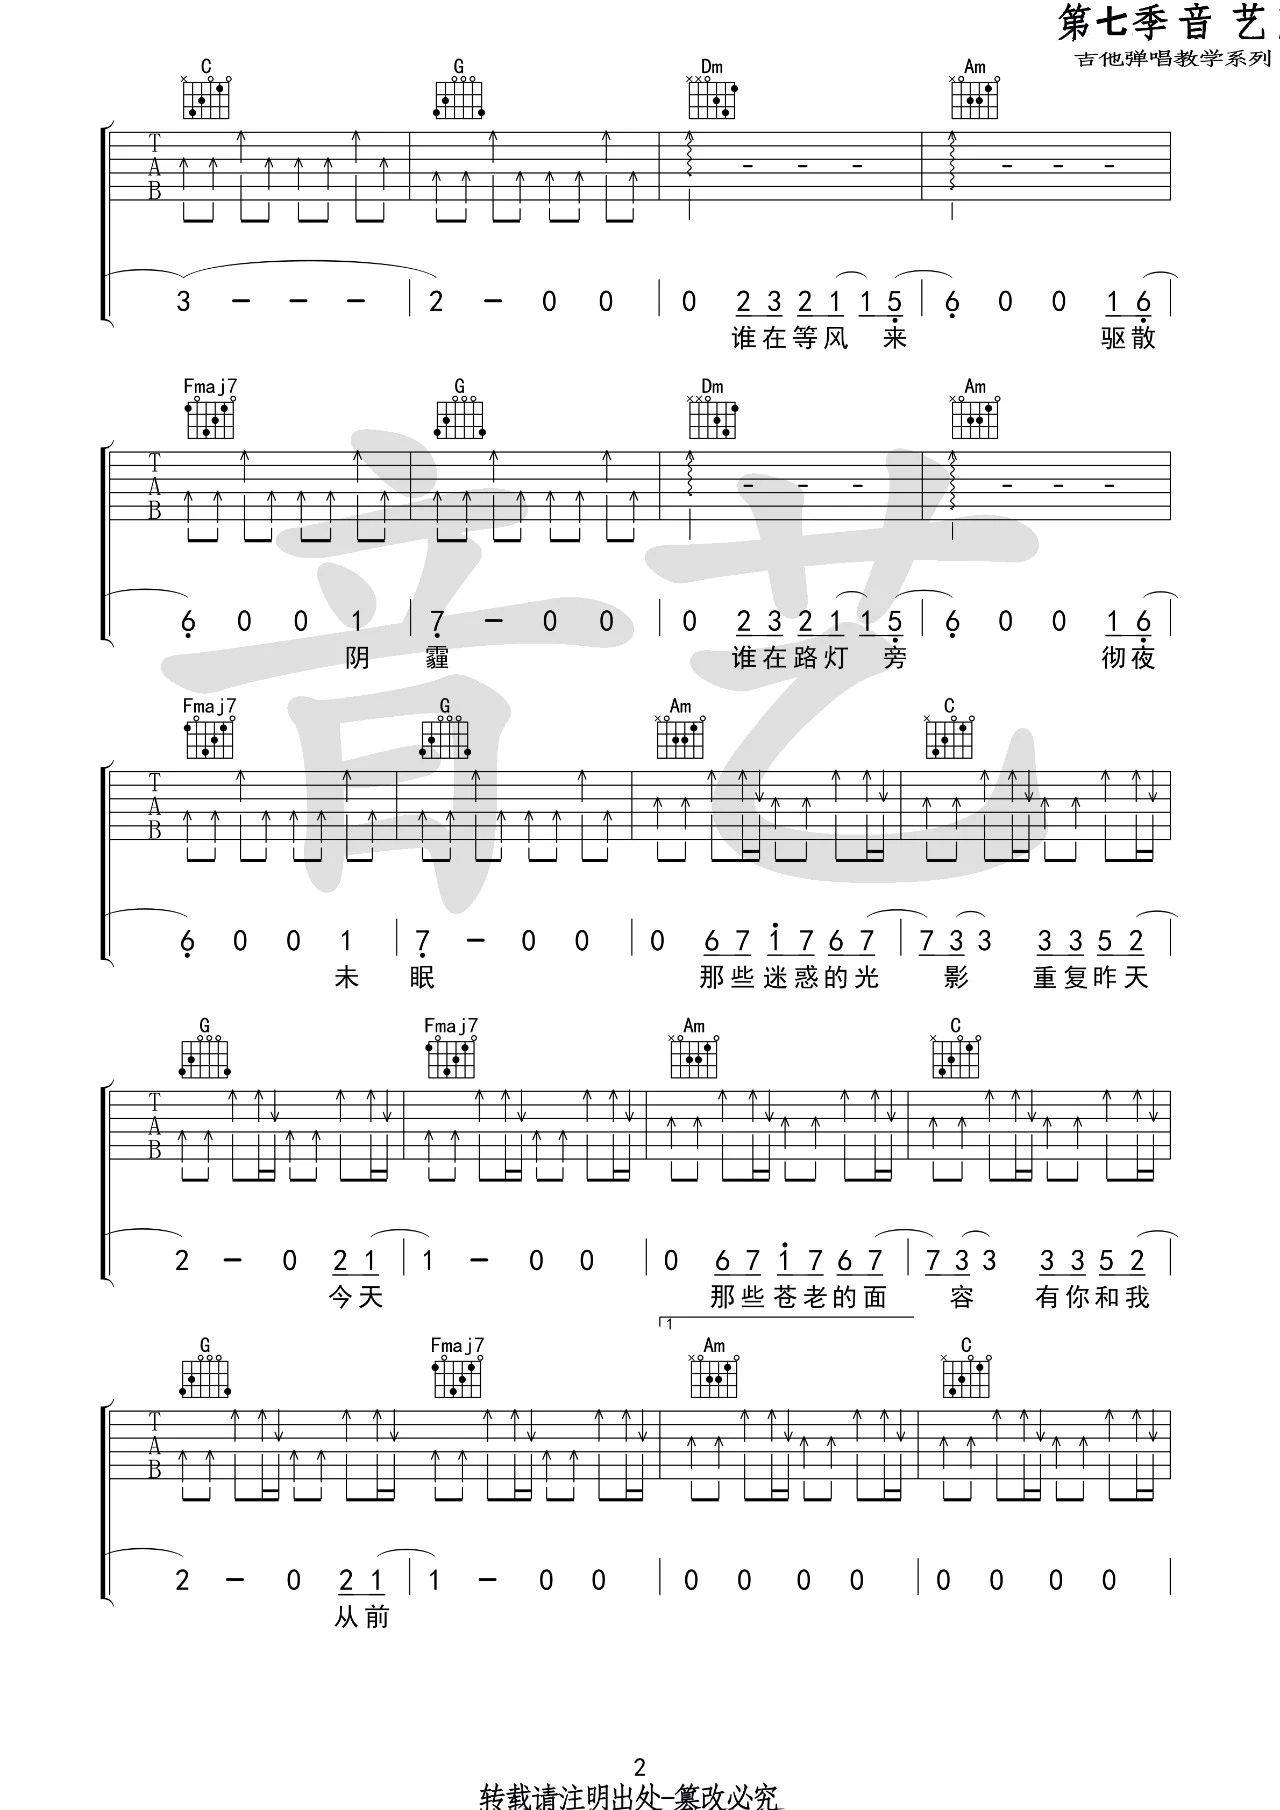 第七季音艺
吉他弹唱教学系列
C G Dm Am
T
A
B
3 - - - 2 - 0 0 0 2 3 2 1 1 5 6 0 0 1 6
谁在等风 来 驱散
Fmaj7 G Dm Am
T
A
B
6 0 0 1 7 - 0 0 0 2 3 2 1 1 5 6 0 0 1 6
阴 霾 谁在路灯 旁 彻夜
Fmaj7 G Am C
T
A
B
6 0 0 1 7 - 0 0 0 6 7 1 7 6 7 7 3 3 3 3 5 2
未 眠 那些迷惑的光 影 重复昨天
G Fmaj7 Am C
T
A
B
2 - 0 2 1 1 - 0 0 0 6 7 1 7 6 7 7 3 3 3 3 5 2
今天 那些苍老的面 容 有你和我
1
G Fmaj7 Am C
T
A
B
2 - 0 2 1 1 - 0 0 0 0 0 0 0 0 0 0
从前
音艺
2
转载请注明出处-篡改必究